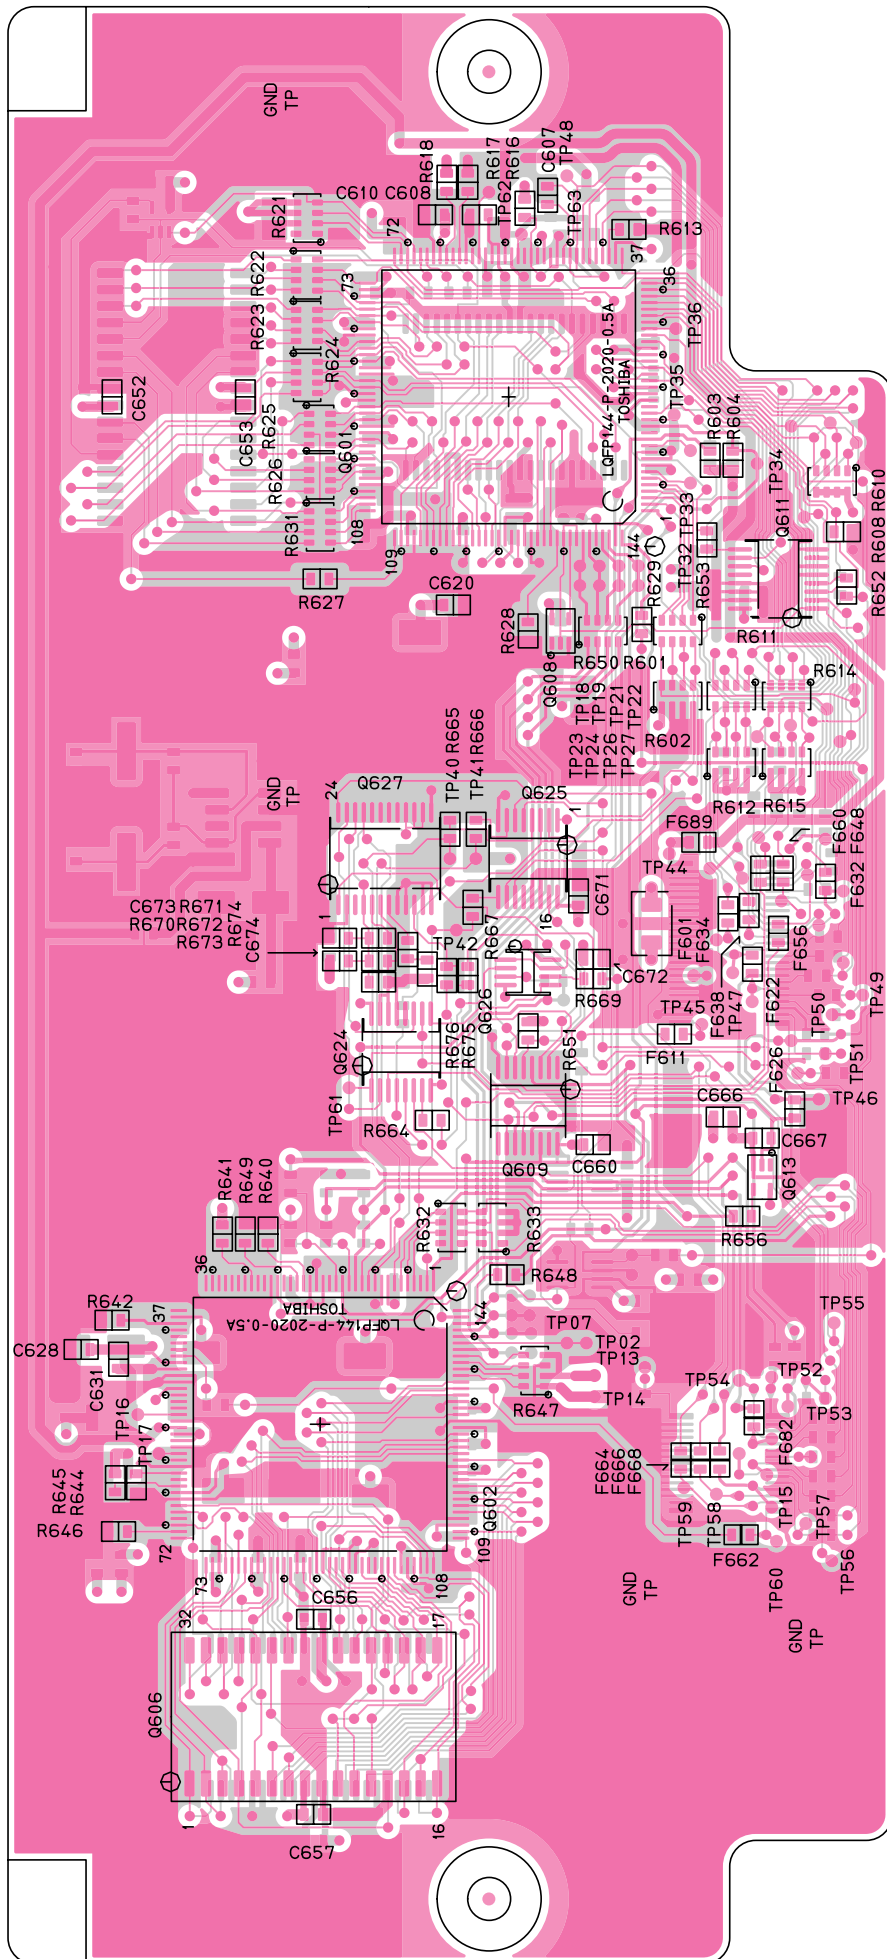 GND
TP
R618
R617
R616
C607
TP48
C610
C608
TP62
TP63
R621
72
37
R613
R622
73
36
R623
TP36
R624
LQFP144-P-2020-0.5A
TOSHIBA
TP35
C652
C653
R625
Q601
R603
R604
R626
TP34
R631
108
109
144
1
TP33
TP32
Q611
R610
R608
R652
R627
C620
R628
R629
R653
R611
Q608
R650
R601
R614
TP18
TP19
TP21
TP22
R602
TP23
TP24
TP26
TP27
TP40
R665
TP41
R666
GND
TP
24
Q627
Q625
1
R612
R615
F689
F660
F648
F632
TP44
C673
R671
R670
R672
R673
R674
C674
1
C671
R667
16
TP42
F601
F634
F656
C672
R669
F638
TP47
F622
TP49
TP50
Q626
TP45
Q624
R676
R675
R651
F611
F626
TP51
TP61
R664
C666
TP46
C667
Q609
C660
Q613
R641
R649
R640
R632
R633
R656
36
1
R648
R642
37
TOSHIBA
LQFP144-P-2020-0.5A
144
TP07
TP02
TP13
TP55
C628
C631
TP16
TP17
TP14
R647
TP54
TP52
TP53
F682
R645
R644
F664
F666
F668
R646
72
109
Q602
TP59
TP58
TP15
TP57
F662
TP56
73
108
TP60
GND
TP
GND
TP
32
C656
17
Q606
1
16
C657